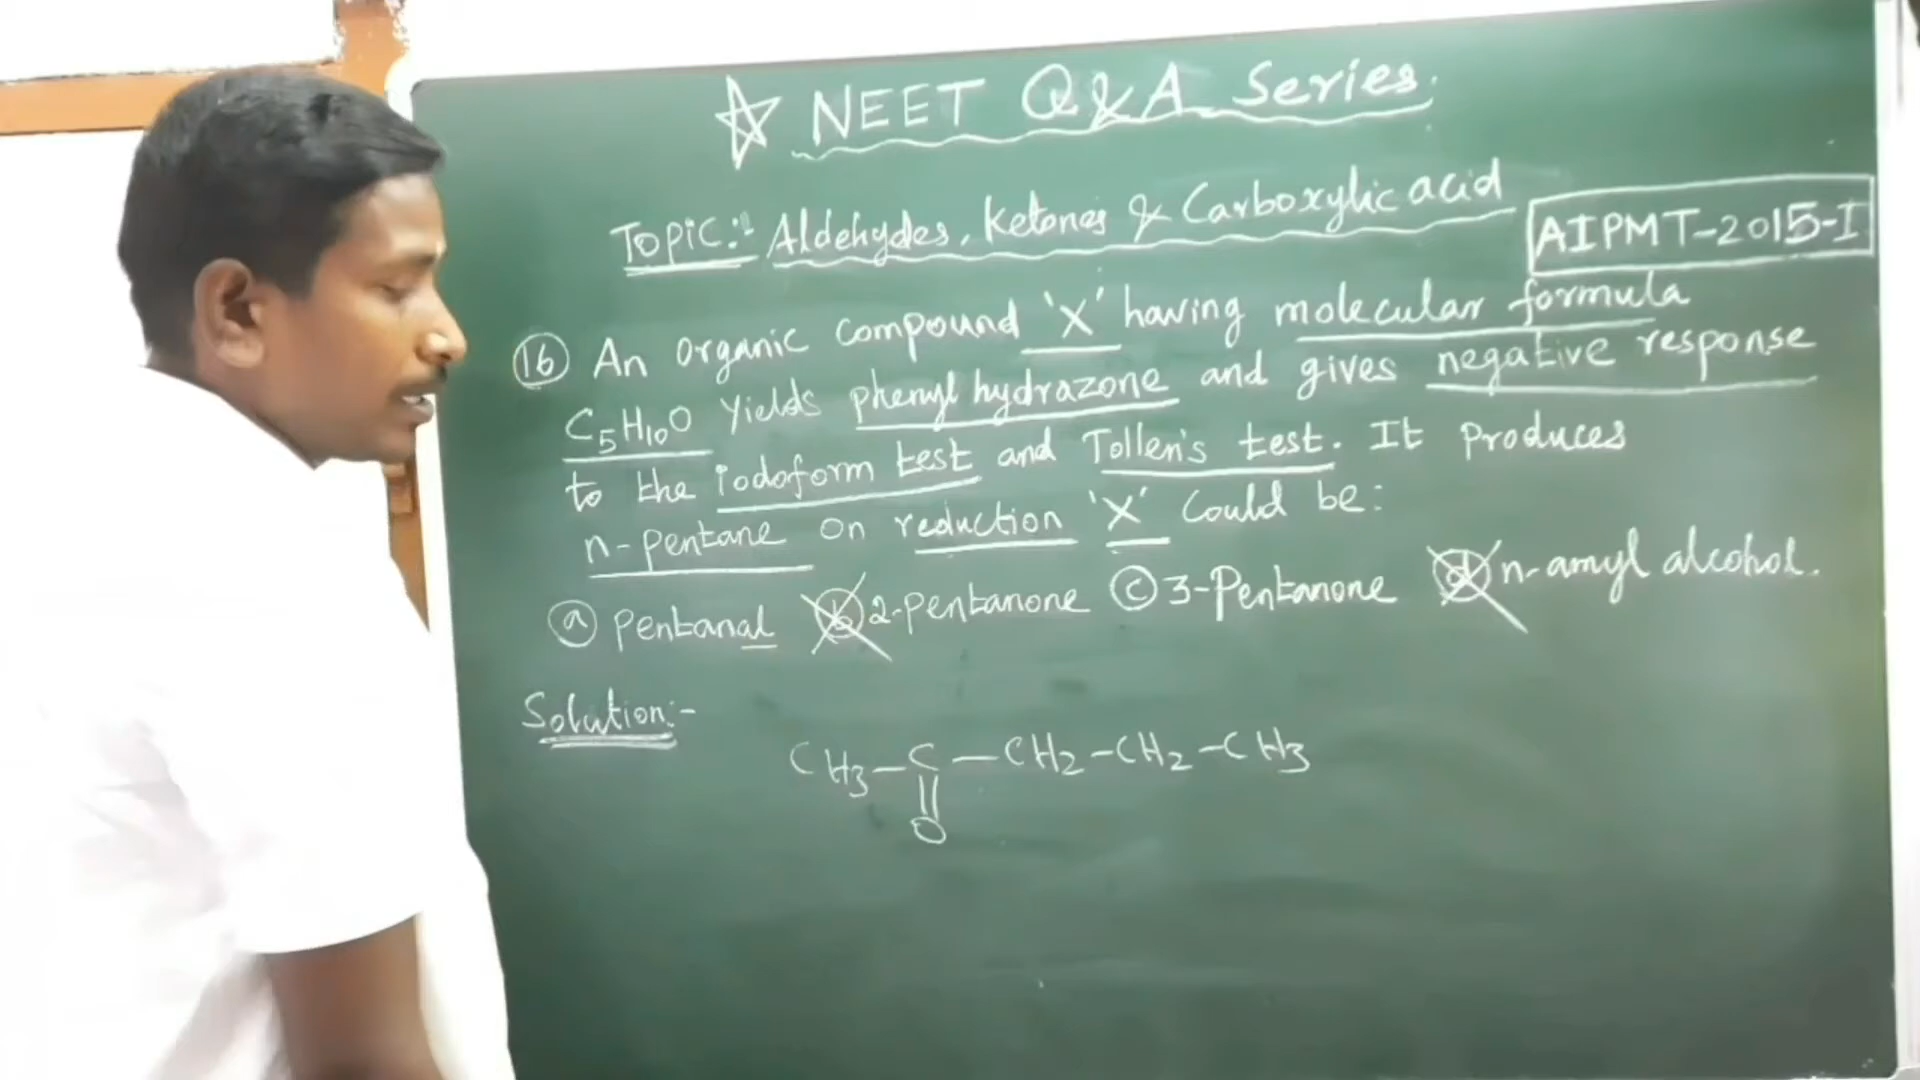 ☆ NEET Q&A Series.
Topic:- Aldehydes, Ketones & Carboxylic acid
AIPMT-2015-I
(16) An organic compound 'X' having molecular formula
C₅H₁₀O yields phenyl hydrazone and gives negative response
to the iodoform test and Tollen's test. It produces
n-pentane on reduction 'X' could be:
(a) pentanal (b) 2-pentanone (c) 3-Pentanone (d) n-amyl alcohol.
Solution:-
CH₃-C-CH₂-CH₂-CH₃
||
O